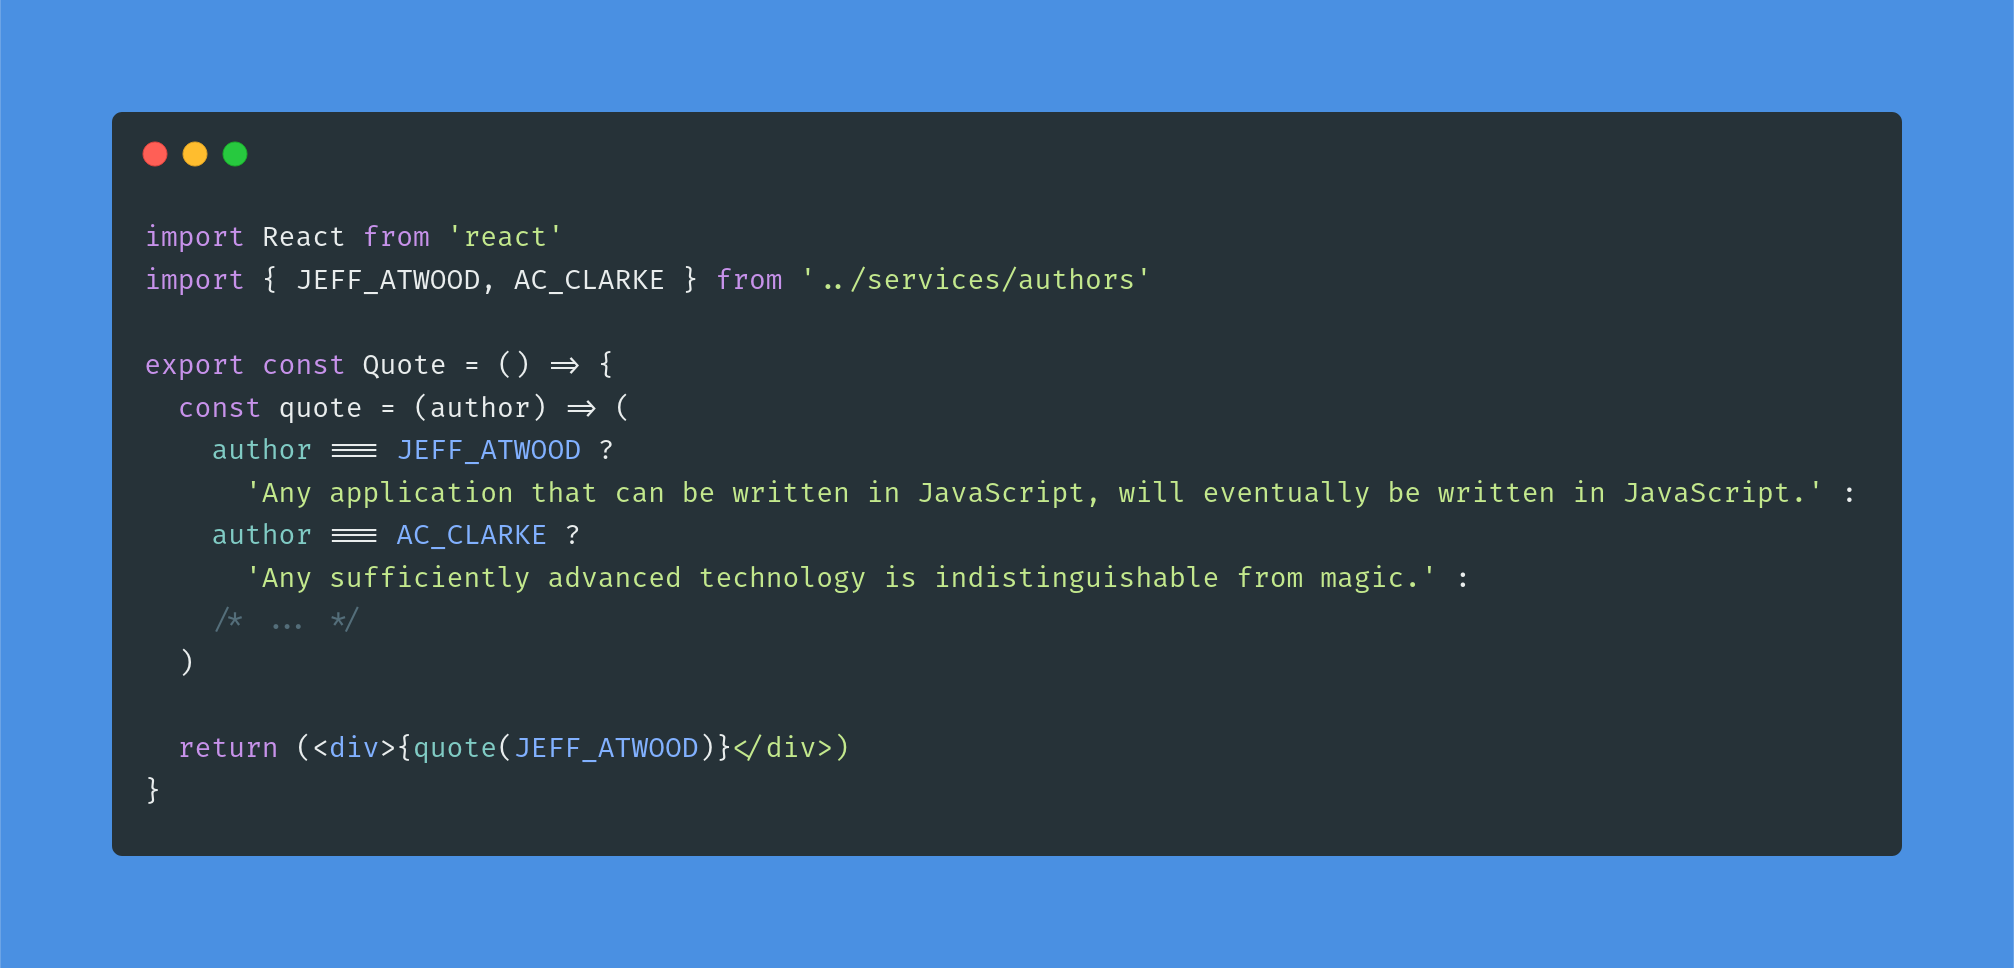 import React from 'react'
import { JEFF_ATWOOD, AC_CLARKE } from '../services/authors'

export const Quote = () => {
  const quote = (author) => (
    author === JEFF_ATWOOD ?
      'Any application that can be written in JavaScript, will eventually be written in JavaScript.' :
    author === AC_CLARKE ?
      'Any sufficiently advanced technology is indistinguishable from magic.' :
    /* ... */
  )

  return (<div>{quote(JEFF_ATWOOD)}</div>)
}